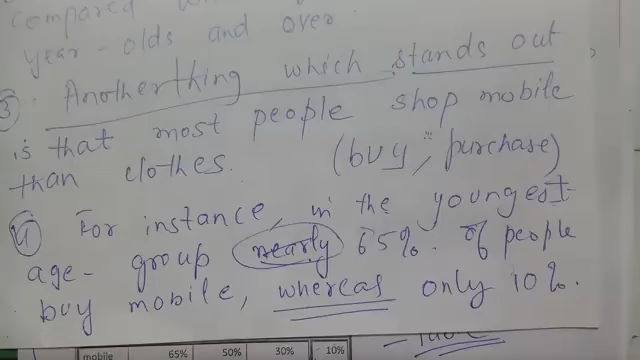 compared
year-olds and over.
③. Anotherthing which stands out,
is that most people shop mobile
than clothes. (buy, purchase)
④ For instance, in the youngest
age-group nearly 65%. of people
buy mobile, whereas only 10%.
mobile 65% 50% 30% 10%